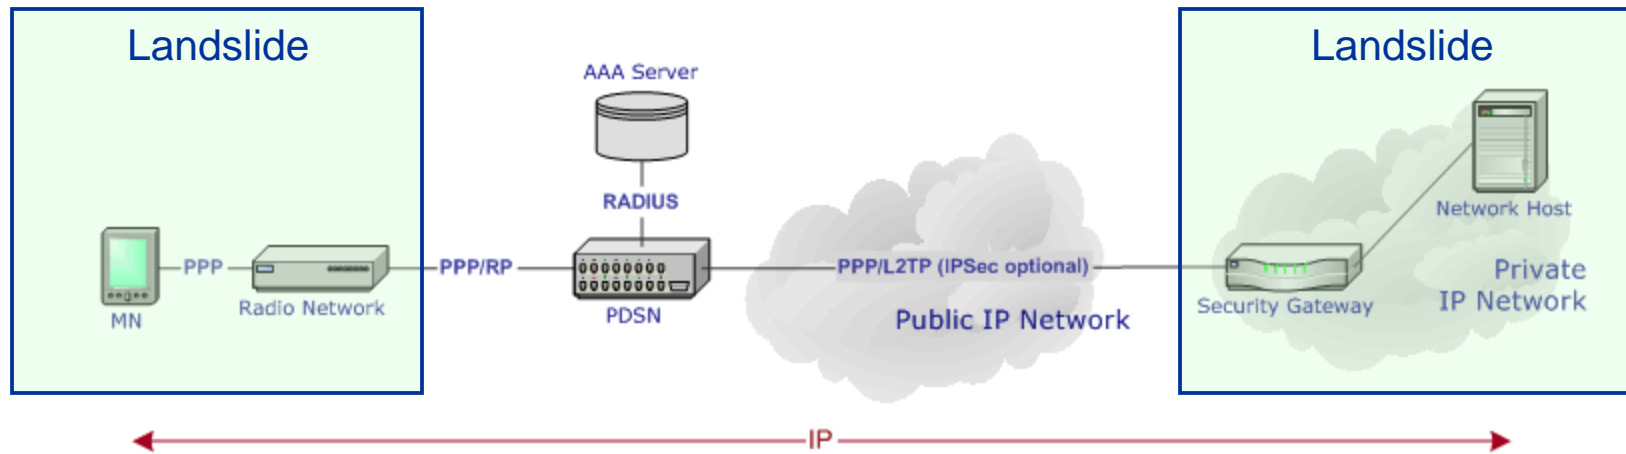 Landslide
Landslide
AAA Server
RADIUS
Network Host
PPP
PPP/RP
PPP/L2TP (IPSec optional)
Private
IP Network
MN
Radio Network
PDSN
Public IP Network
Security Gateway
IP